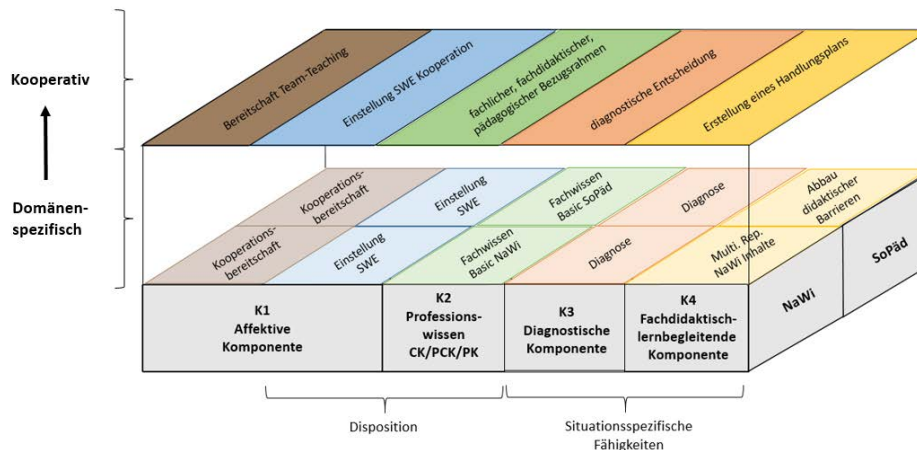 Kooperativ
Domänen-
spezifisch
Bereitschaft Team-Teaching
Einstellung SWE Kooperation
fachlicher, fachdidaktischer,
pädagogischer Bezugsrahmen
diagnostische Entscheidung
Erstellung eines Handlungsplans
Kooperations-
bereitschaft
Einstellung
SWE
Fachwissen
Basic SoPäd
Diagnose
Abbau
didaktischer
Barrieren
Kooperations-
bereitschaft
Einstellung
SWE
Fachwissen
Basic NaWi
Diagnose
Multi. Rep.
NaWi Inhalte
K1
Affektive
Komponente
K2
Professions-
wissen
CK/PCK/PK
K3
Diagnostische
Komponente
K4
Fachdidaktisch-
lernbegleitende
Komponente
NaWi
SoPäd
Disposition
Situationsspezifische
Fähigkeiten